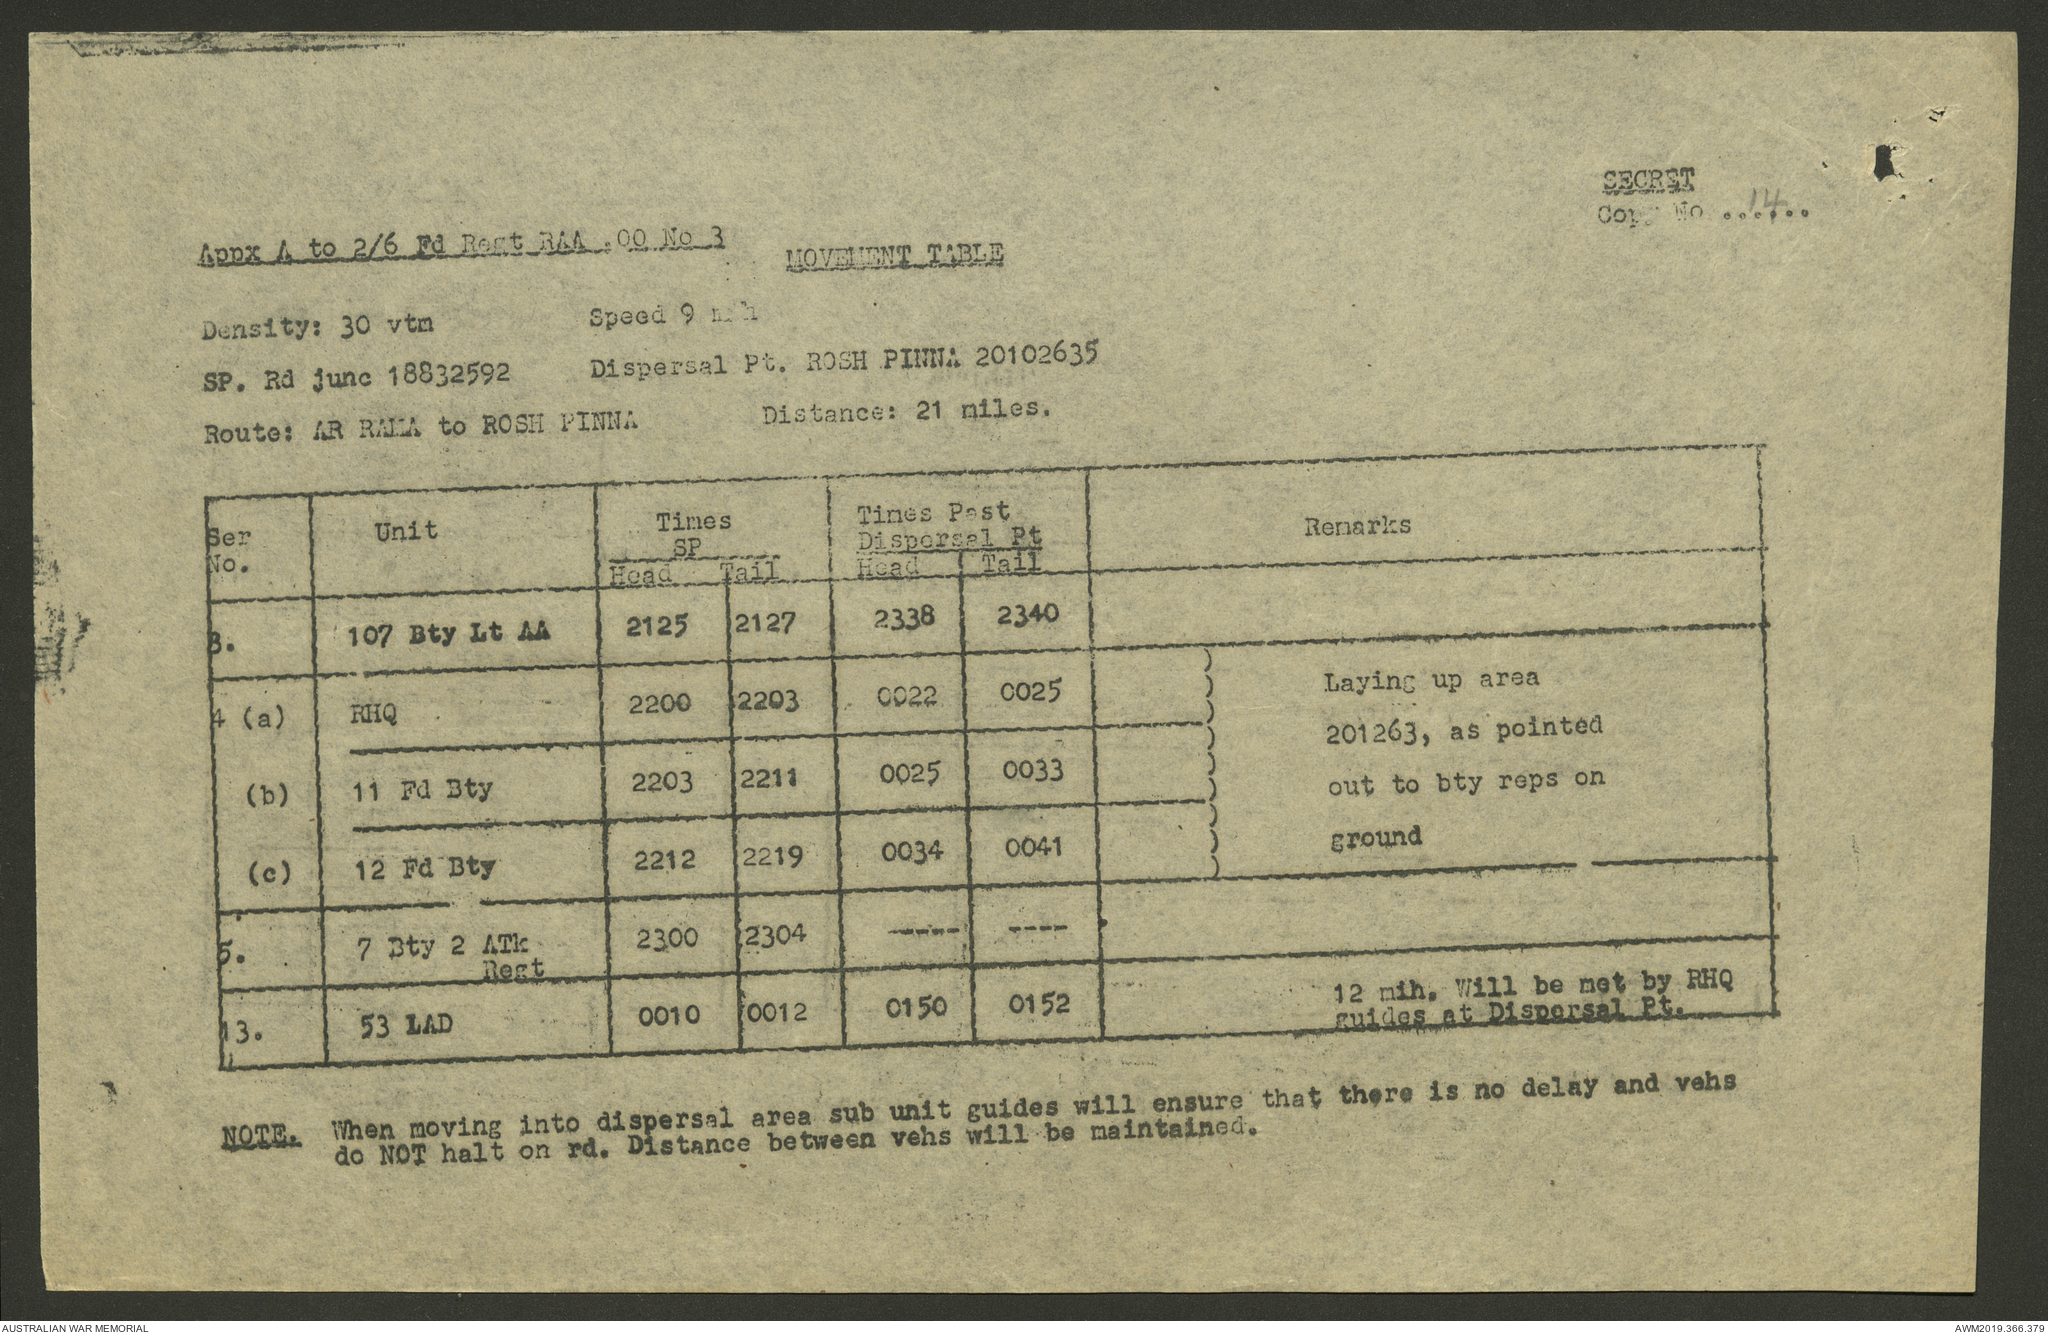 SECRET
Copy No ..14....
Appx A to 2/6 Fd Regt RAA .OO No 3
MOVEMENT TABLE
Density: 30 vtm Speed 9 mih
SP. Rd junc 18832592 Dispersal Pt. ROSH PINNA 20102635
Route: AR RAMA to ROSH PINNA Distance: 21 miles.
Ser No. Unit Times SP Times Past Dispersal Pt Remarks
Head Tail Head Tail
3. 107 Bty Lt AA 2125 2127 2338 2340
4 (a) RHQ 2200 2203 0022 0025 Laying up area
201263, as pointed
(b) 11 Fd Bty 2203 2211 0025 0033 out to bty reps on
(c) 12 Fd Bty 2212 2219 0034 0041 ground
5. 7 Bty 2 ATk Regt 2300 2304 ----- ----
13. 53 LAD 0010 0012 0150 0152 12 mih. Will be met by RHQ
guides at Dispersal Pt.
NOTE. When moving into dispersal area sub unit guides will ensure that there is no delay and vehs
do NOT halt on rd. Distance between vehs will be maintained.
AUSTRALIAN WAR MEMORIAL
AWM2019.366.379